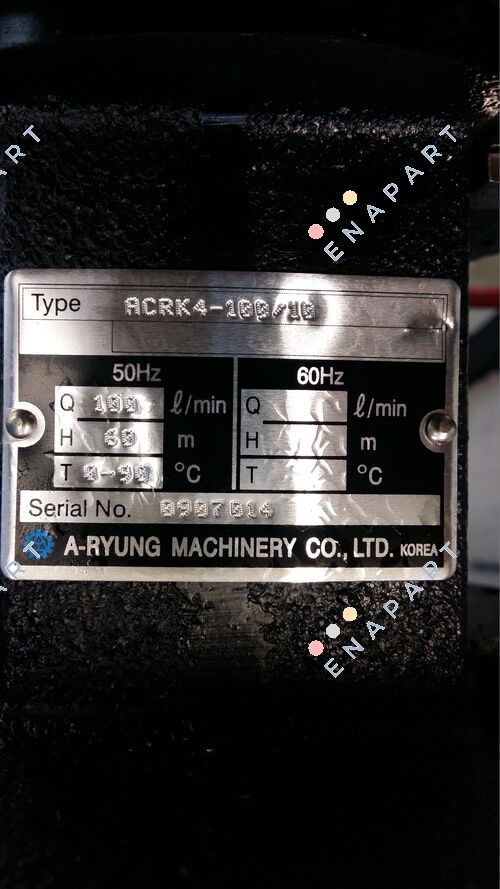 ENAPART
Type ACRK4-100/10
50Hz 60Hz
Q 100 ℓ/min Q ℓ/min
H 60 m H m
T 0~90 °C T °C
Serial No. 0907014
A-RYUNG MACHINERY CO., LTD. KOREA
ENAPART